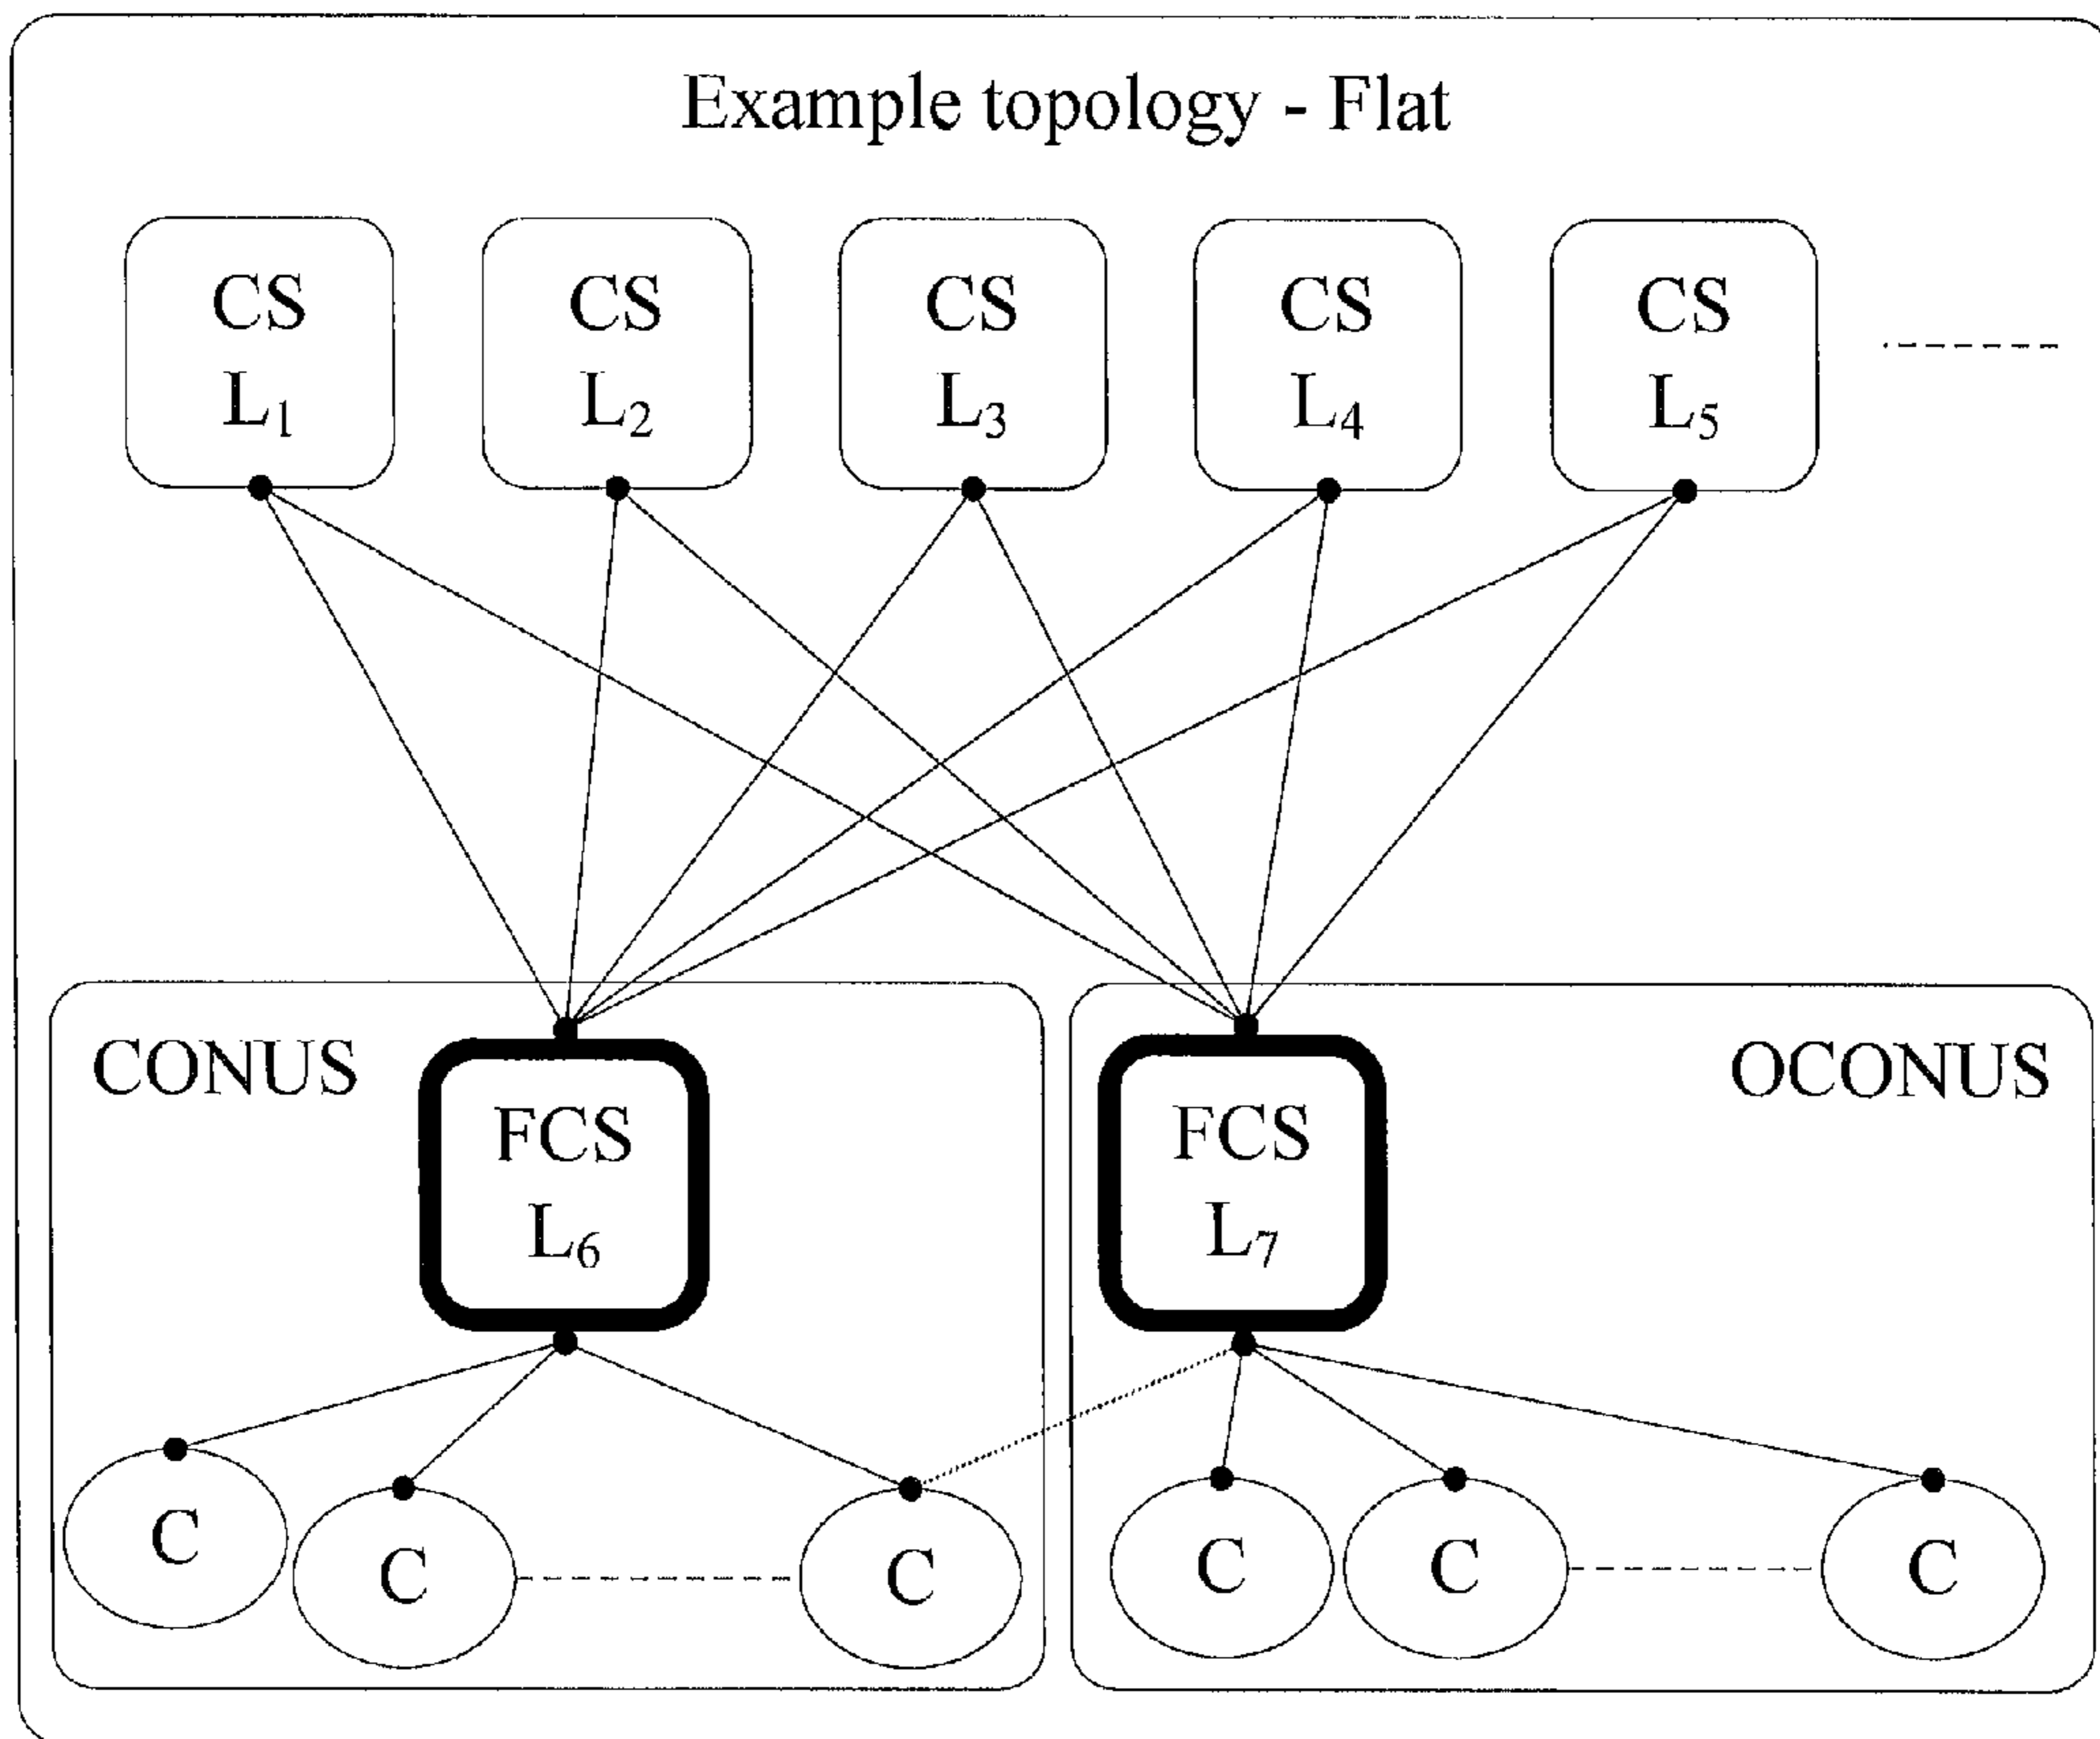 Example topology - Flat
CS
L1
CS
L2
CS
L3
CS
L4
CS
L5
CONUS
FCS
L6
OCONUS
FCS
L7
C
C
C
C
C
C